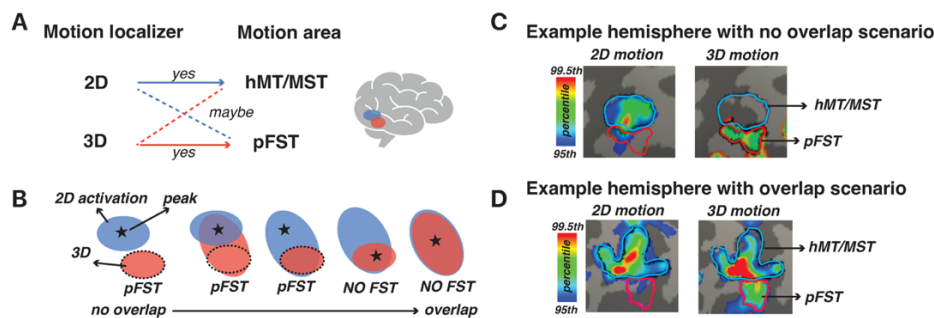 A
Motion localizer
Motion area
2D
yes
hMT/MST
maybe
3D
yes
pFST
B
2D activation
peak
3D
pFST
pFST
pFST
NO FST
NO FST
no overlap
overlap
C
Example hemisphere with no overlap scenario
2D motion
3D motion
99.5th
percentile
95th
hMT/MST
pFST
D
Example hemisphere with overlap scenario
2D motion
3D motion
99.5th
percentile
95th
hMT/MST
pFST